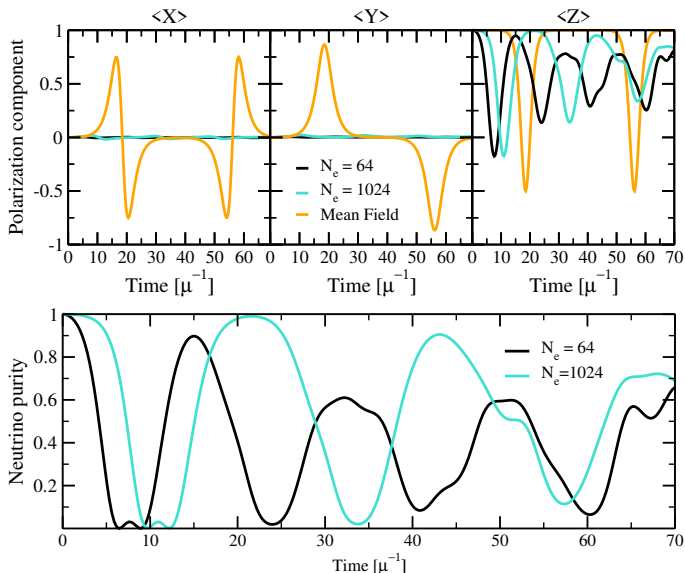 <X> <Y> <Z>
Polarization component
1
0.5
0
-0.5
-1
N_e = 64
N_e = 1024
Mean Field
0 10 20 30 40 50 60 0 10 20 30 40 50 60 0 10 20 30 40 50 60 70
Time [μ⁻¹] Time [μ⁻¹] Time [μ⁻¹]
Neutrino purity
1
0.8
0.6
0.4
0.2
N_e = 64
N_e=1024
0 10 20 30 40 50 60 70
Time [μ⁻¹]